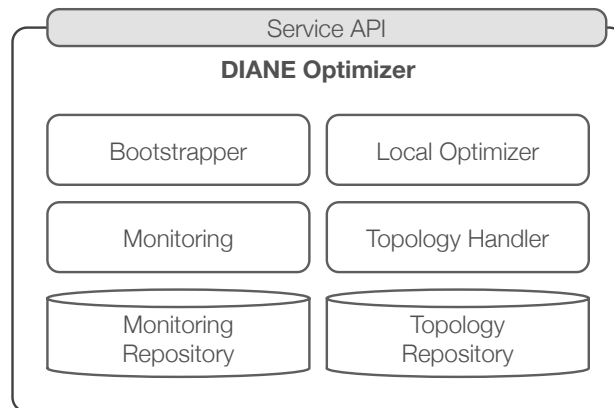 Service API
DIANE Optimizer
Bootstrapper
Local Optimizer
Monitoring
Topology Handler
Monitoring
Repository
Topology
Repository